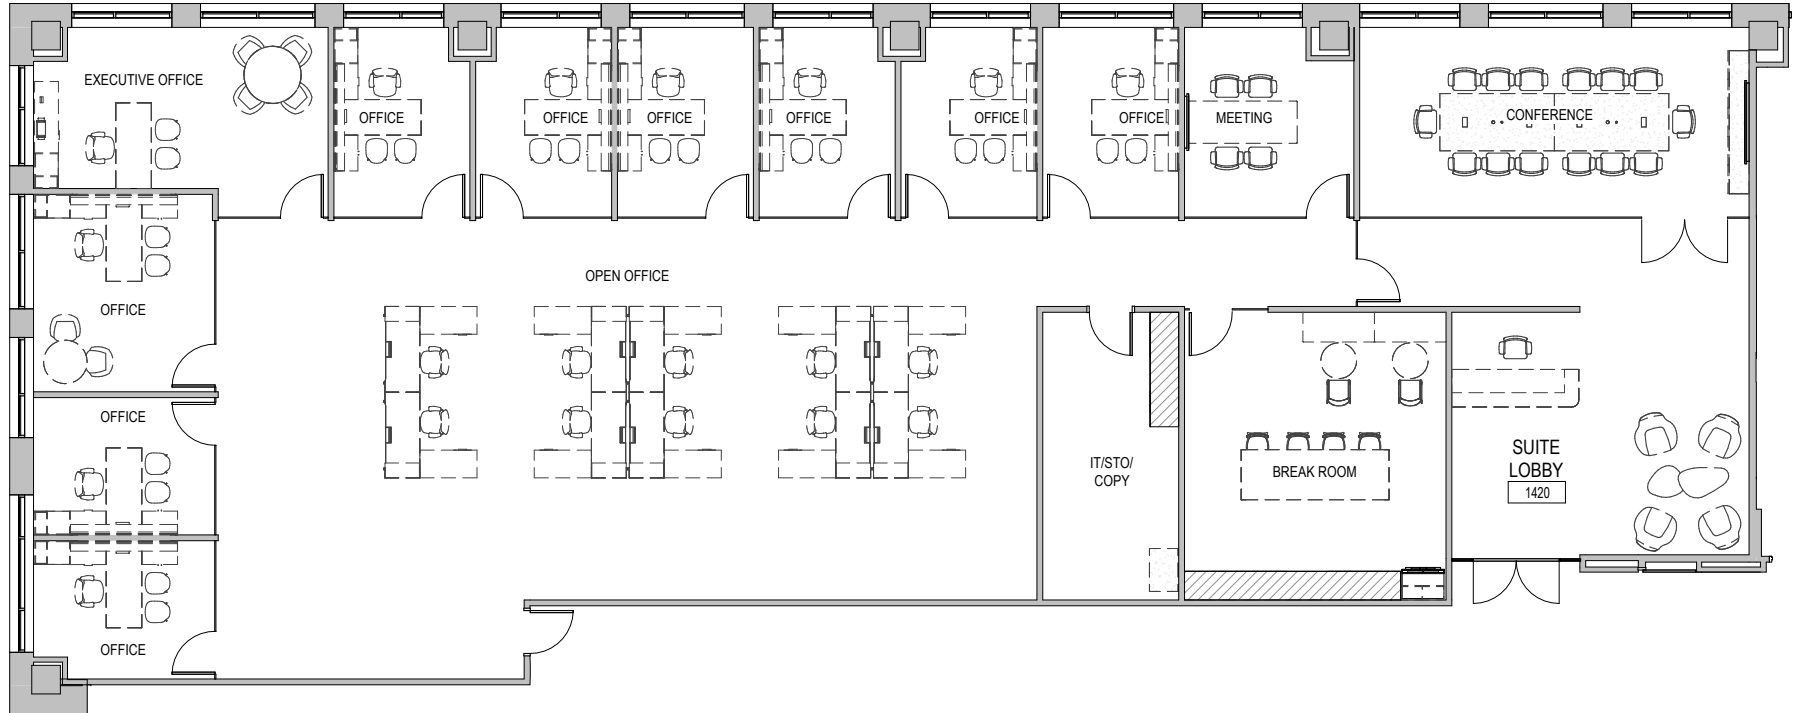 EXECUTIVE OFFICE
OFFICE
OFFICE
OFFICE
OFFICE
OFFICE
OFFICE
MEETING
CONFERENCE
OPEN OFFICE
OFFICE
OFFICE
OFFICE
IT/STO/
COPY
BREAK ROOM
SUITE
LOBBY
1420